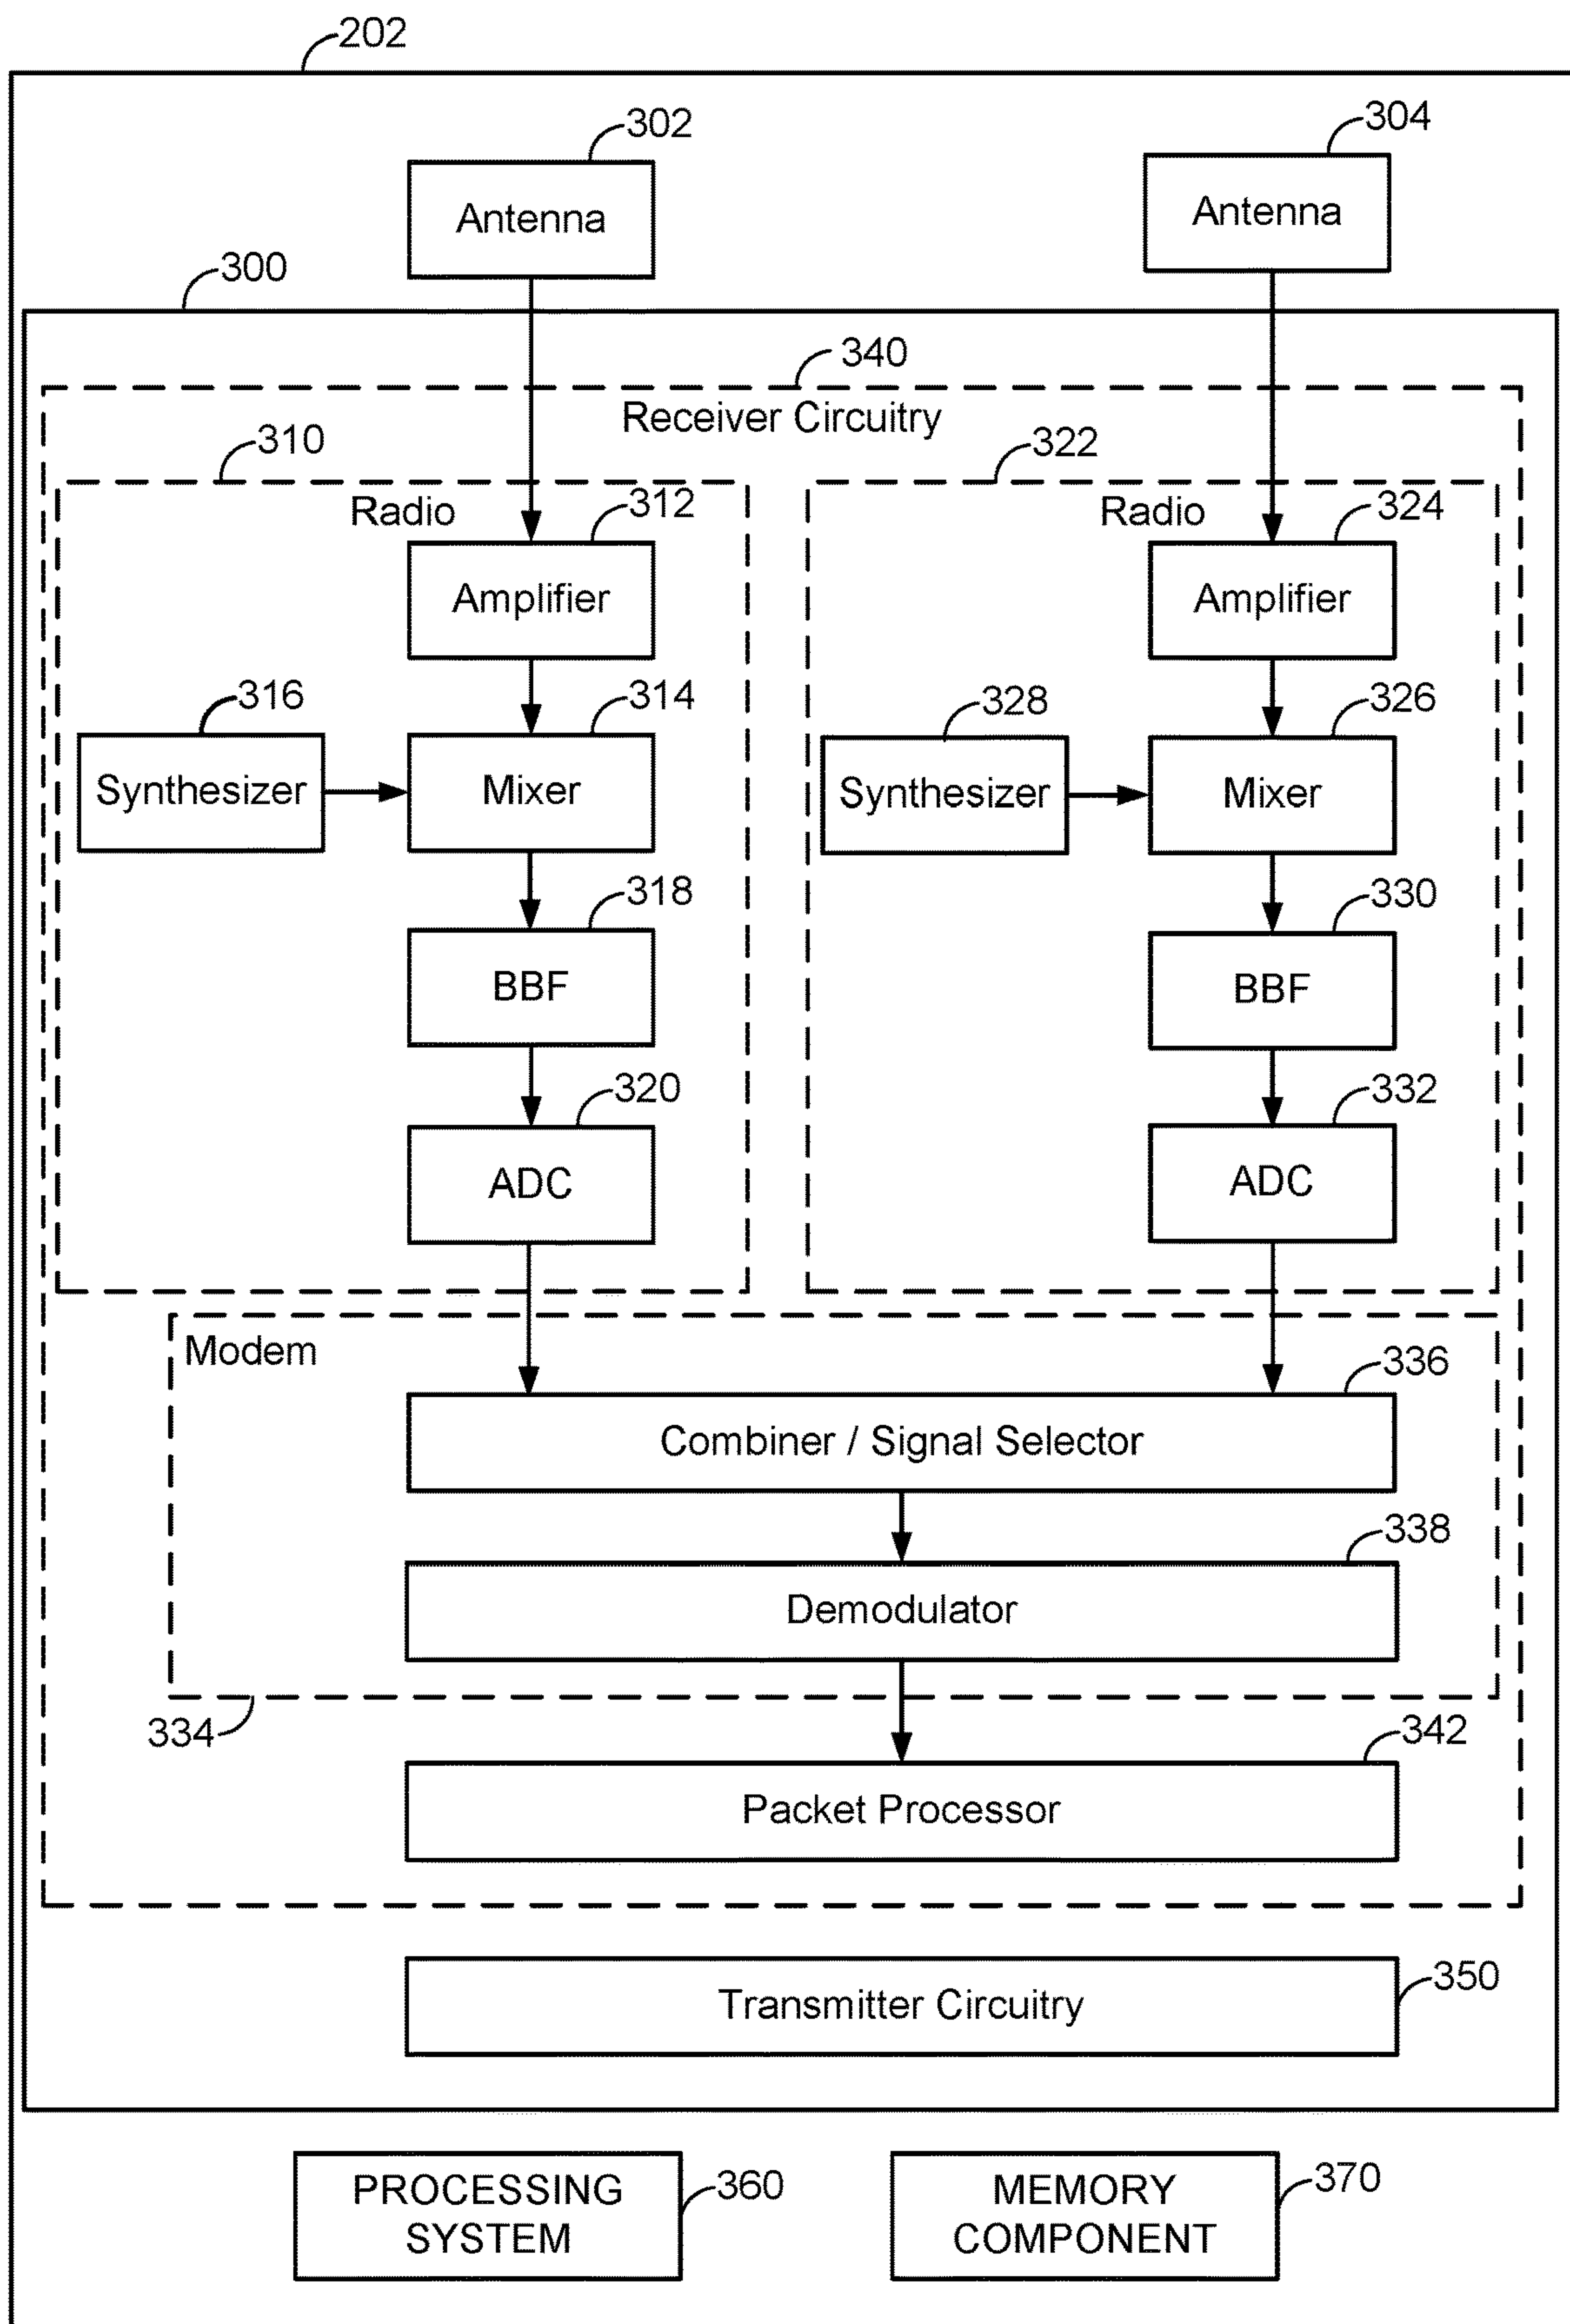 202
302
304
Antenna
Antenna
300
340
Receiver Circuitry
310
322
Radio
312
Radio
324
Amplifier
Amplifier
316
314
328
326
Synthesizer
Mixer
Synthesizer
Mixer
318
330
BBF
BBF
320
332
ADC
ADC
Modem
336
Combiner / Signal Selector
338
Demodulator
334
342
Packet Processor
350
Transmitter Circuitry
PROCESSING
SYSTEM
360
MEMORY
COMPONENT
370